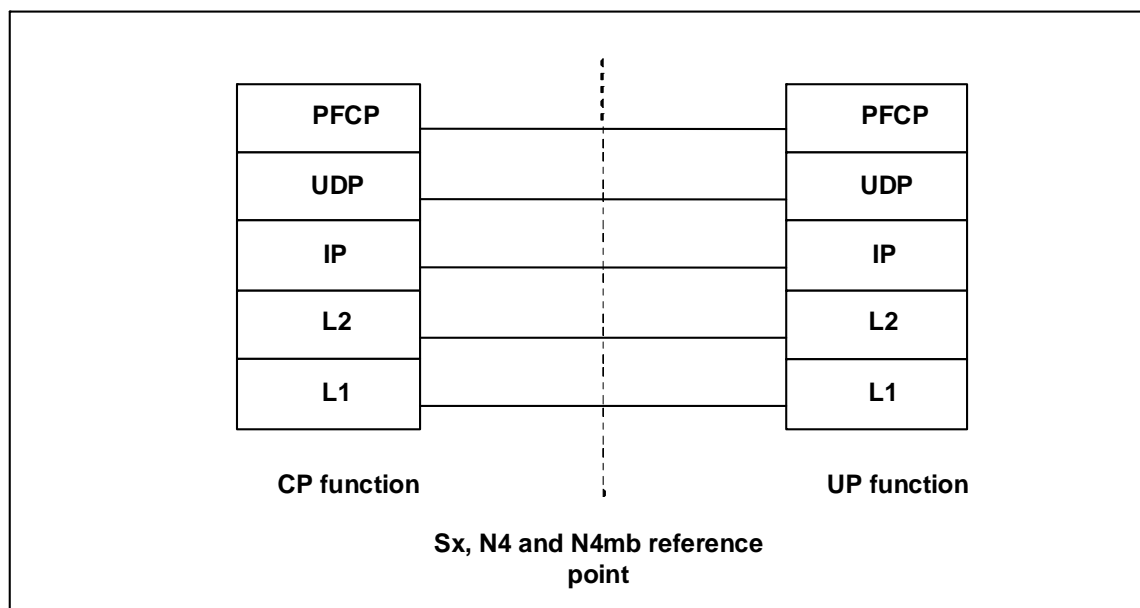 PFCP PFCP
UDP UDP
IP IP
L2 L2
L1 L1
CP function UP function
Sx, N4 and N4mb reference
point